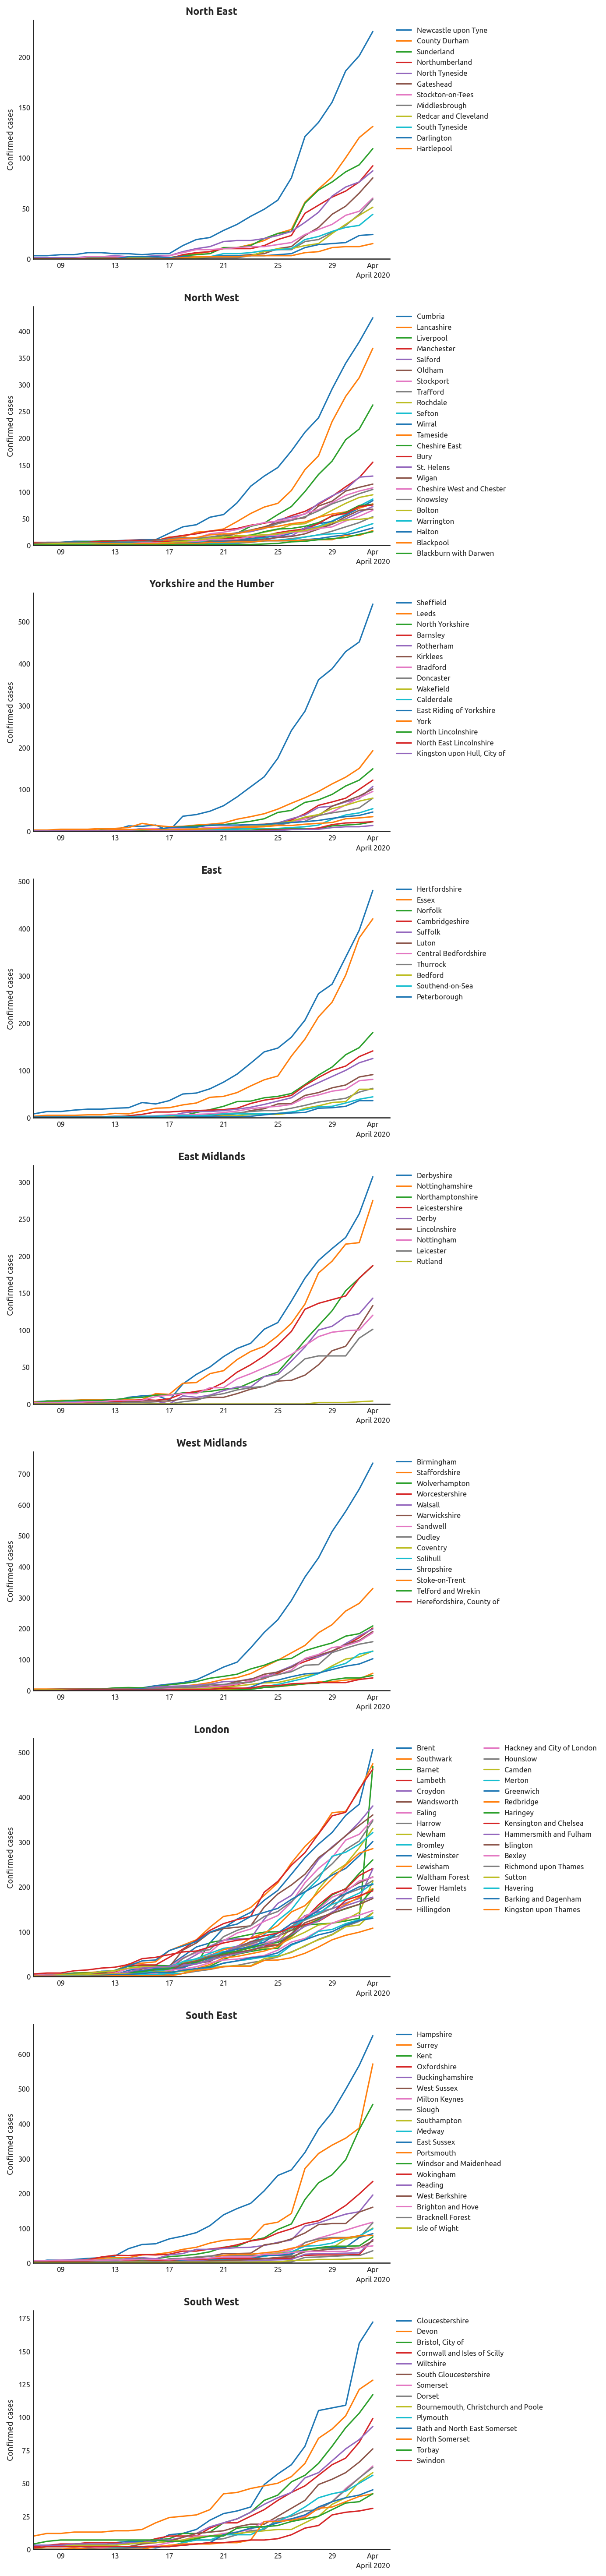 North East
Confirmed cases
200
150
100
50
0
09 13 17 21 25 29 Apr
April 2020
Newcastle upon Tyne
County Durham
Sunderland
Northumberland
North Tyneside
Gateshead
Stockton-on-Tees
Middlesbrough
Redcar and Cleveland
South Tyneside
Darlington
Hartlepool
North West
Confirmed cases
400
350
300
250
200
150
100
50
0
09 13 17 21 25 29 Apr
April 2020
Cumbria
Lancashire
Liverpool
Manchester
Salford
Oldham
Stockport
Trafford
Rochdale
Sefton
Wirral
Tameside
Cheshire East
Bury
St. Helens
Wigan
Cheshire West and Chester
Knowsley
Bolton
Warrington
Halton
Blackpool
Blackburn with Darwen
Yorkshire and the Humber
Confirmed cases
500
400
300
200
100
0
09 13 17 21 25 29 Apr
April 2020
Sheffield
Leeds
North Yorkshire
Barnsley
Rotherham
Kirklees
Bradford
Doncaster
Wakefield
Calderdale
East Riding of Yorkshire
York
North Lincolnshire
North East Lincolnshire
Kingston upon Hull, City of
East
Confirmed cases
500
400
300
200
100
0
09 13 17 21 25 29 Apr
April 2020
Hertfordshire
Essex
Norfolk
Cambridgeshire
Suffolk
Luton
Central Bedfordshire
Thurrock
Bedford
Southend-on-Sea
Peterborough
East Midlands
Confirmed cases
300
250
200
150
100
50
0
09 13 17 21 25 29 Apr
April 2020
Derbyshire
Nottinghamshire
Northamptonshire
Leicestershire
Derby
Lincolnshire
Nottingham
Leicester
Rutland
West Midlands
Confirmed cases
700
600
500
400
300
200
100
0
09 13 17 21 25 29 Apr
April 2020
Birmingham
Staffordshire
Wolverhampton
Worcestershire
Walsall
Warwickshire
Sandwell
Dudley
Coventry
Solihull
Shropshire
Stoke-on-Trent
Telford and Wrekin
Herefordshire, County of
London
Confirmed cases
500
400
300
200
100
0
09 13 17 21 25 29 Apr
April 2020
Brent
Southwark
Barnet
Lambeth
Croydon
Wandsworth
Ealing
Harrow
Newham
Bromley
Westminster
Lewisham
Waltham Forest
Tower Hamlets
Enfield
Hillingdon
Hackney and City of London
Hounslow
Camden
Merton
Greenwich
Redbridge
Haringey
Kensington and Chelsea
Hammersmith and Fulham
Islington
Bexley
Richmond upon Thames
Sutton
Havering
Barking and Dagenham
Kingston upon Thames
South East
Confirmed cases
600
500
400
300
200
100
0
09 13 17 21 25 29 Apr
April 2020
Hampshire
Surrey
Kent
Oxfordshire
Buckinghamshire
West Sussex
Milton Keynes
Slough
Southampton
Medway
East Sussex
Portsmouth
Windsor and Maidenhead
Wokingham
Reading
West Berkshire
Brighton and Hove
Bracknell Forest
Isle of Wight
South West
Confirmed cases
175
150
125
100
75
50
25
0
09 13 17 21 25 29 Apr
April 2020
Gloucestershire
Devon
Bristol, City of
Cornwall and Isles of Scilly
Wiltshire
South Gloucestershire
Somerset
Dorset
Bournemouth, Christchurch and Poole
Plymouth
Bath and North East Somerset
North Somerset
Torbay
Swindon